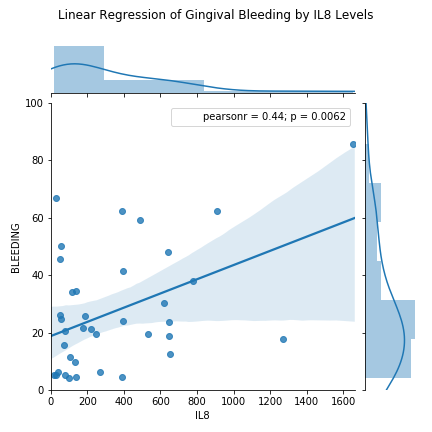 Linear Regression of Gingival Bleeding by IL8 Levels
pearsonr = 0.44; p = 0.0062
100
80
60
40
20
0
BLEEDING
0 200 400 600 800 1000 1200 1400 1600
IL8